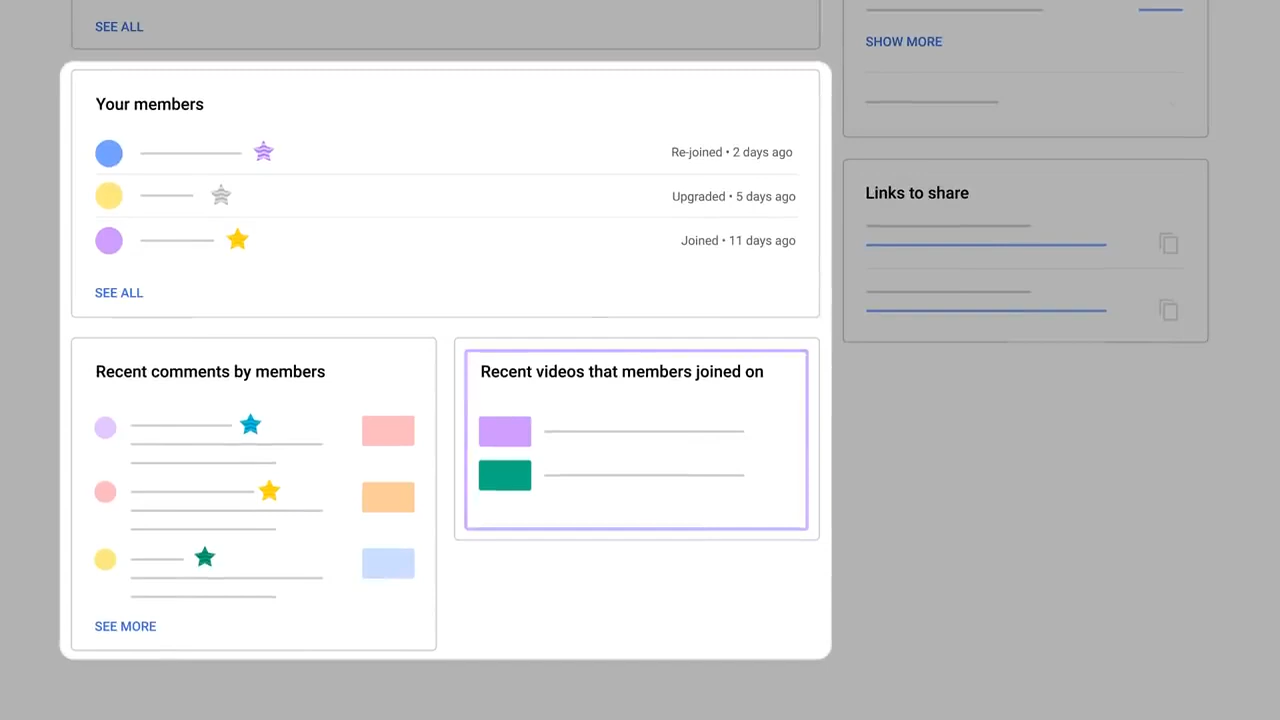 SEE ALL
SHOW MORE
Your members
Re-joined • 2 days ago
Upgraded • 5 days ago
Joined • 11 days ago
SEE ALL
Links to share
Recent comments by members
SEE MORE
Recent videos that members joined on